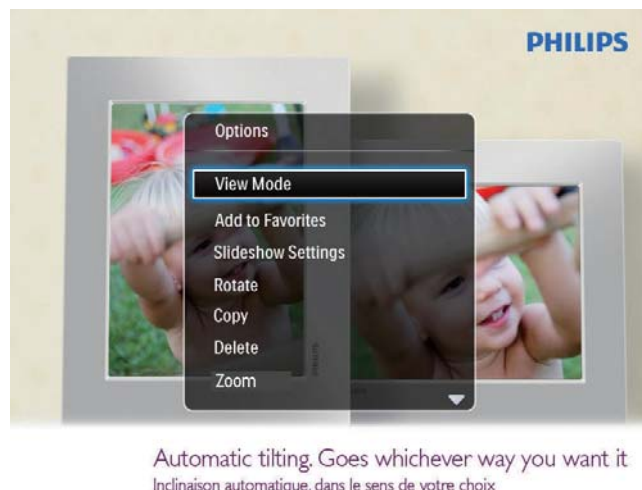 PHILIPS
Options
View Mode
Add to Favorites
Slideshow Settings
Rotate
Copy
Delete
Zoom
Automatic tilting. Goes whichever way you want it
Inclinaison automatique, dans le sens de votre choix